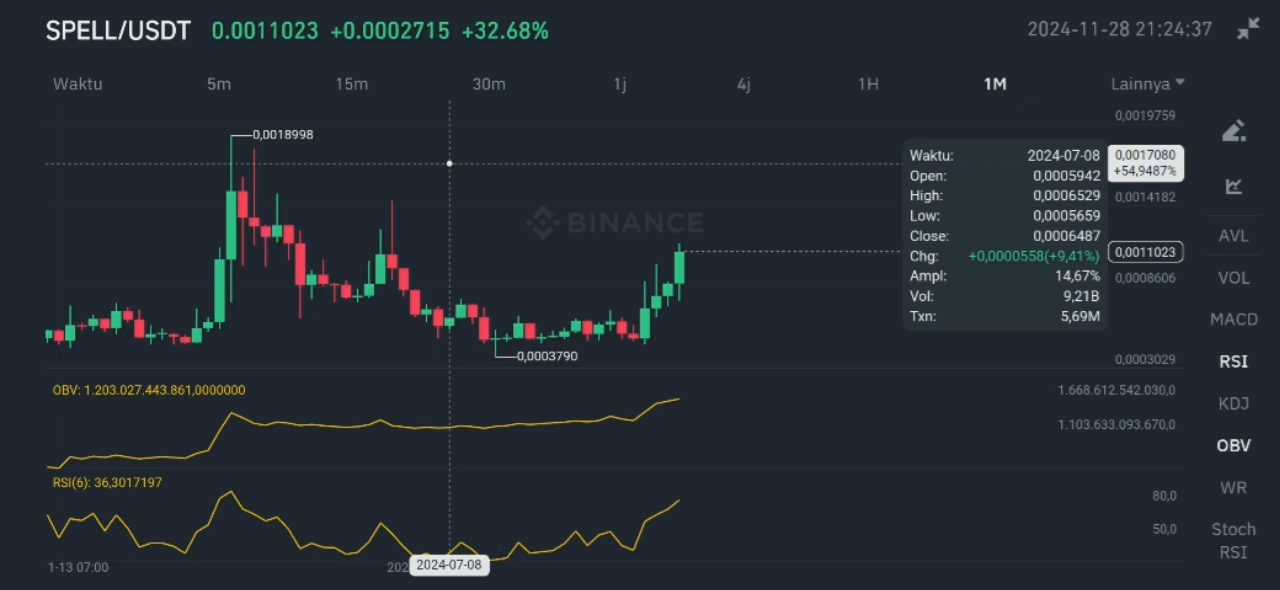 SPELL/USDT 0.0011023 +0.0002715 +32.68% 2024-11-28 21:24:37
Waktu 5m 15m 30m 1j 4j 1H 1M Lainnya
0,0019759
0,0018998
Waktu: 2024-07-08
Open: 0,0005942
High: 0,0006529
Low: 0,0005659
Close: 0,0006487
Chg: +0,0000558(+9,41%)
Ampl: 14,67%
Vol: 9,21B
Txn: 5,69M
0,0017080
+54,9487%
0,0014182
BINANCE
0,0011023
0,0008606
0,0003790
0,0003029
AVL
VOL
MACD
RSI
KDJ
OBV
WR
Stoch
RSI
OBV: 1.203.027.443.861,0000000
1.668.612.542.030,0
1.103.633.093.670,0
RSI(6): 36,3017197
80,0
50,0
1-13 07:00
202
2024-07-08